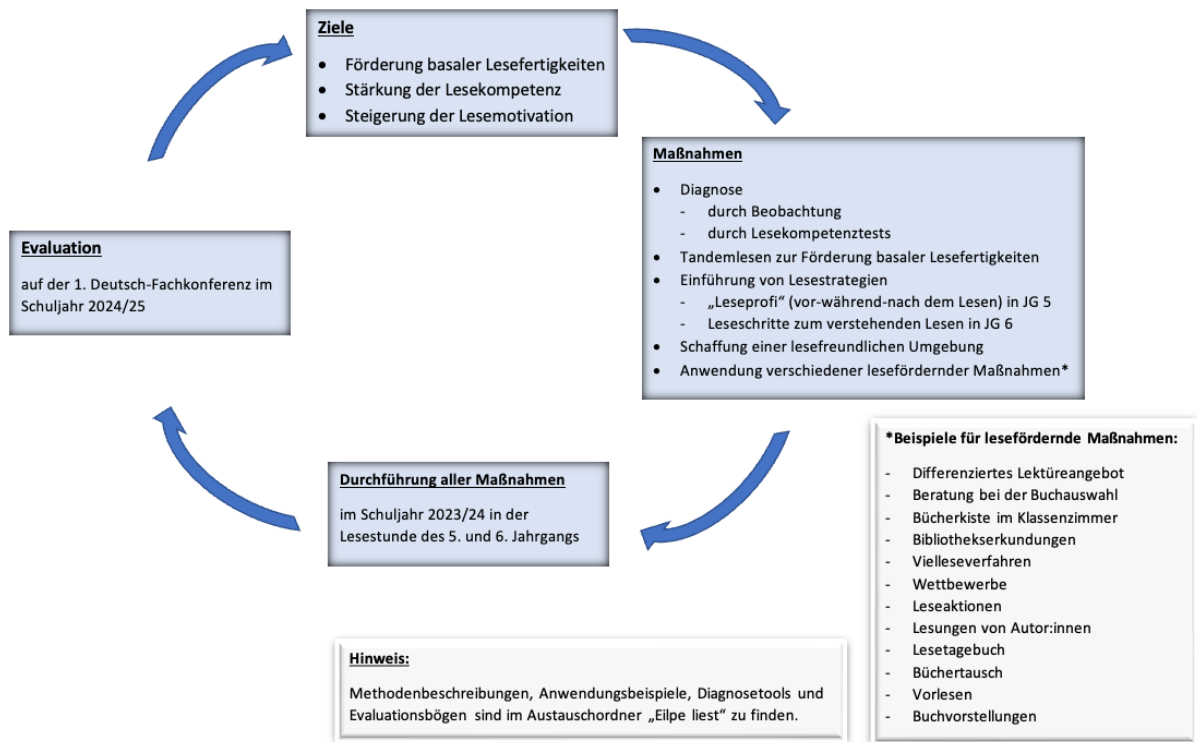 Ziele
• Förderung basaler Lesefertigkeiten
• Stärkung der Lesekompetenz
• Steigerung der Lesemotivation
Maßnahmen
• Diagnose
- durch Beobachtung
- durch Lesekompetenztests
• Tandemlesen zur Förderung basaler Lesefertigkeiten
• Einführung von Lesestrategien
- „Leseprofi“ (vor-während-nach dem Lesen) in JG 5
- Leseschritte zum verstehenden Lesen in JG 6
• Schaffung einer lesefreundlichen Umgebung
• Anwendung verschiedener lesefördernder Maßnahmen*
*Beispiele für lesefördernde Maßnahmen:
- Differenziertes Lektüreangebot
- Beratung bei der Buchauswahl
- Bücherkiste im Klassenzimmer
- Bibliothekserkundungen
- Vielleseverfahren
- Wettbewerbe
- Leseaktionen
- Lesungen von Autor:innen
- Lesetagebuch
- Büchertausch
- Vorlesen
- Buchvorstellungen
Durchführung aller Maßnahmen
im Schuljahr 2023/24 in der
Lesestunde des 5. und 6. Jahrgangs
Evaluation
auf der 1. Deutsch-Fachkonferenz im
Schuljahr 2024/25
Hinweis:
Methodenbeschreibungen, Anwendungsbeispiele, Diagnosetools und
Evaluationsbögen sind im Austauschordner „Eilpe liest“ zu finden.